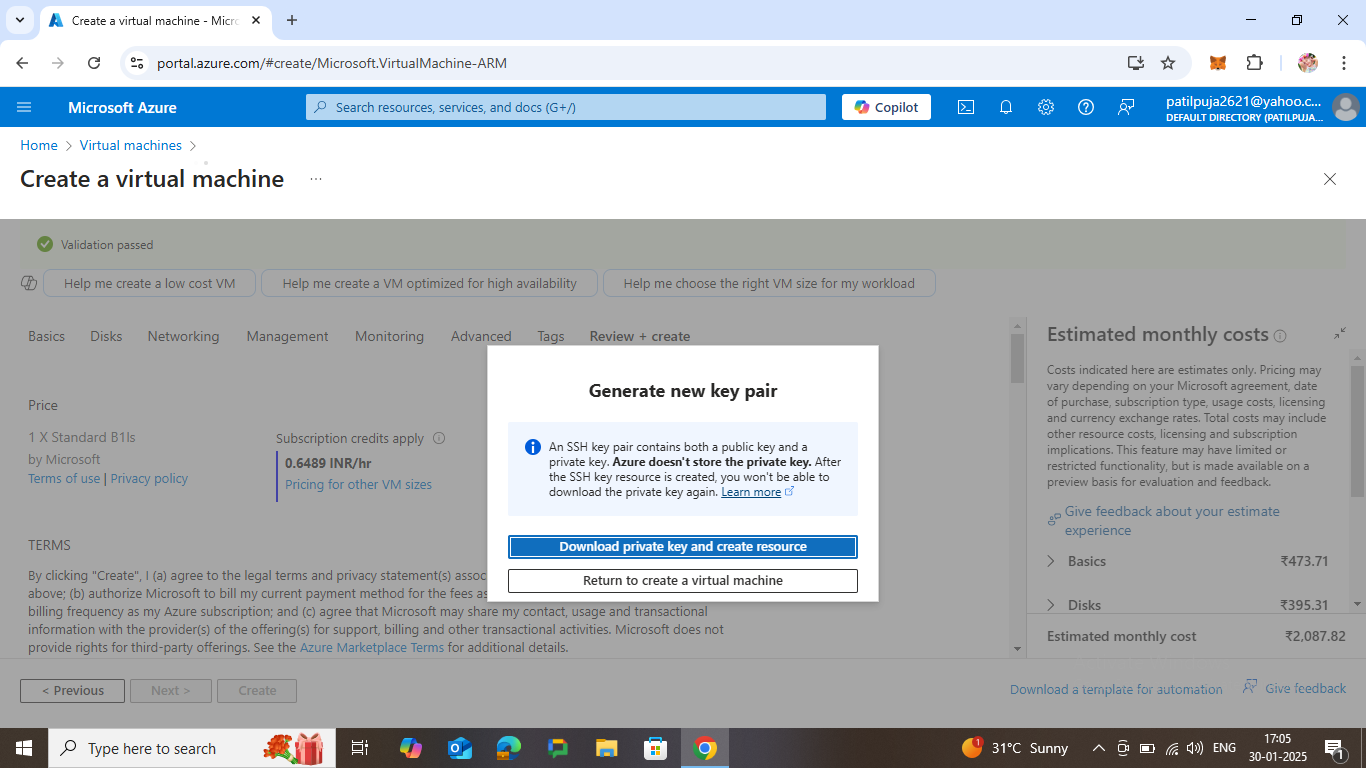 Create a virtual machine - Micro
portal.azure.com/#create/Microsoft.VirtualMachine-ARM
Microsoft Azure
Search resources, services, and docs (G+/)
Copilot
patilpuja2621@yahoo.c...
DEFAULT DIRECTORY (PATILPUJA...
Home > Virtual machines >
Create a virtual machine ...
Validation passed
Help me create a low cost VM
Help me create a VM optimized for high availability
Help me choose the right VM size for my workload
Basics Disks Networking Management Monitoring Advanced Tags Review + create
Price
1 X Standard B1ls
by Microsoft
Terms of use | Privacy policy
Subscription credits apply
0.6489 INR/hr
Pricing for other VM sizes
TERMS
By clicking "Create", I (a) agree to the legal terms and privacy statement(s) assoc
above; (b) authorize Microsoft to bill my current payment method for the fees as
billing frequency as my Azure subscription; and (c) agree that Microsoft may share my contact, usage and transactional
information with the provider(s) of the offering(s) for support, billing and other transactional activities. Microsoft does not
provide rights for third-party offerings. See the Azure Marketplace Terms for additional details.
Generate new key pair
An SSH key pair contains both a public key and a
private key. Azure doesn't store the private key. After
the SSH key resource is created, you won't be able to
download the private key again. Learn more
Download private key and create resource
Return to create a virtual machine
Estimated monthly costs
Costs indicated here are estimates only. Pricing may
vary depending on your Microsoft agreement, date
of purchase, subscription type, usage costs, licensing
and currency exchange rates. Total costs may include
other resource costs, licensing and subscription
implications. This feature may have limited or
restricted functionality, but is made available on a
preview basis for evaluation and feedback.
Give feedback about your estimate
experience
Basics ₹473.71
Disks ₹395.31
Estimated monthly cost ₹2,087.82
< Previous
Next >
Create
Download a template for automation
Give feedback
Type here to search
1
31°C Sunny
ENG
17:05
30-01-2025
1